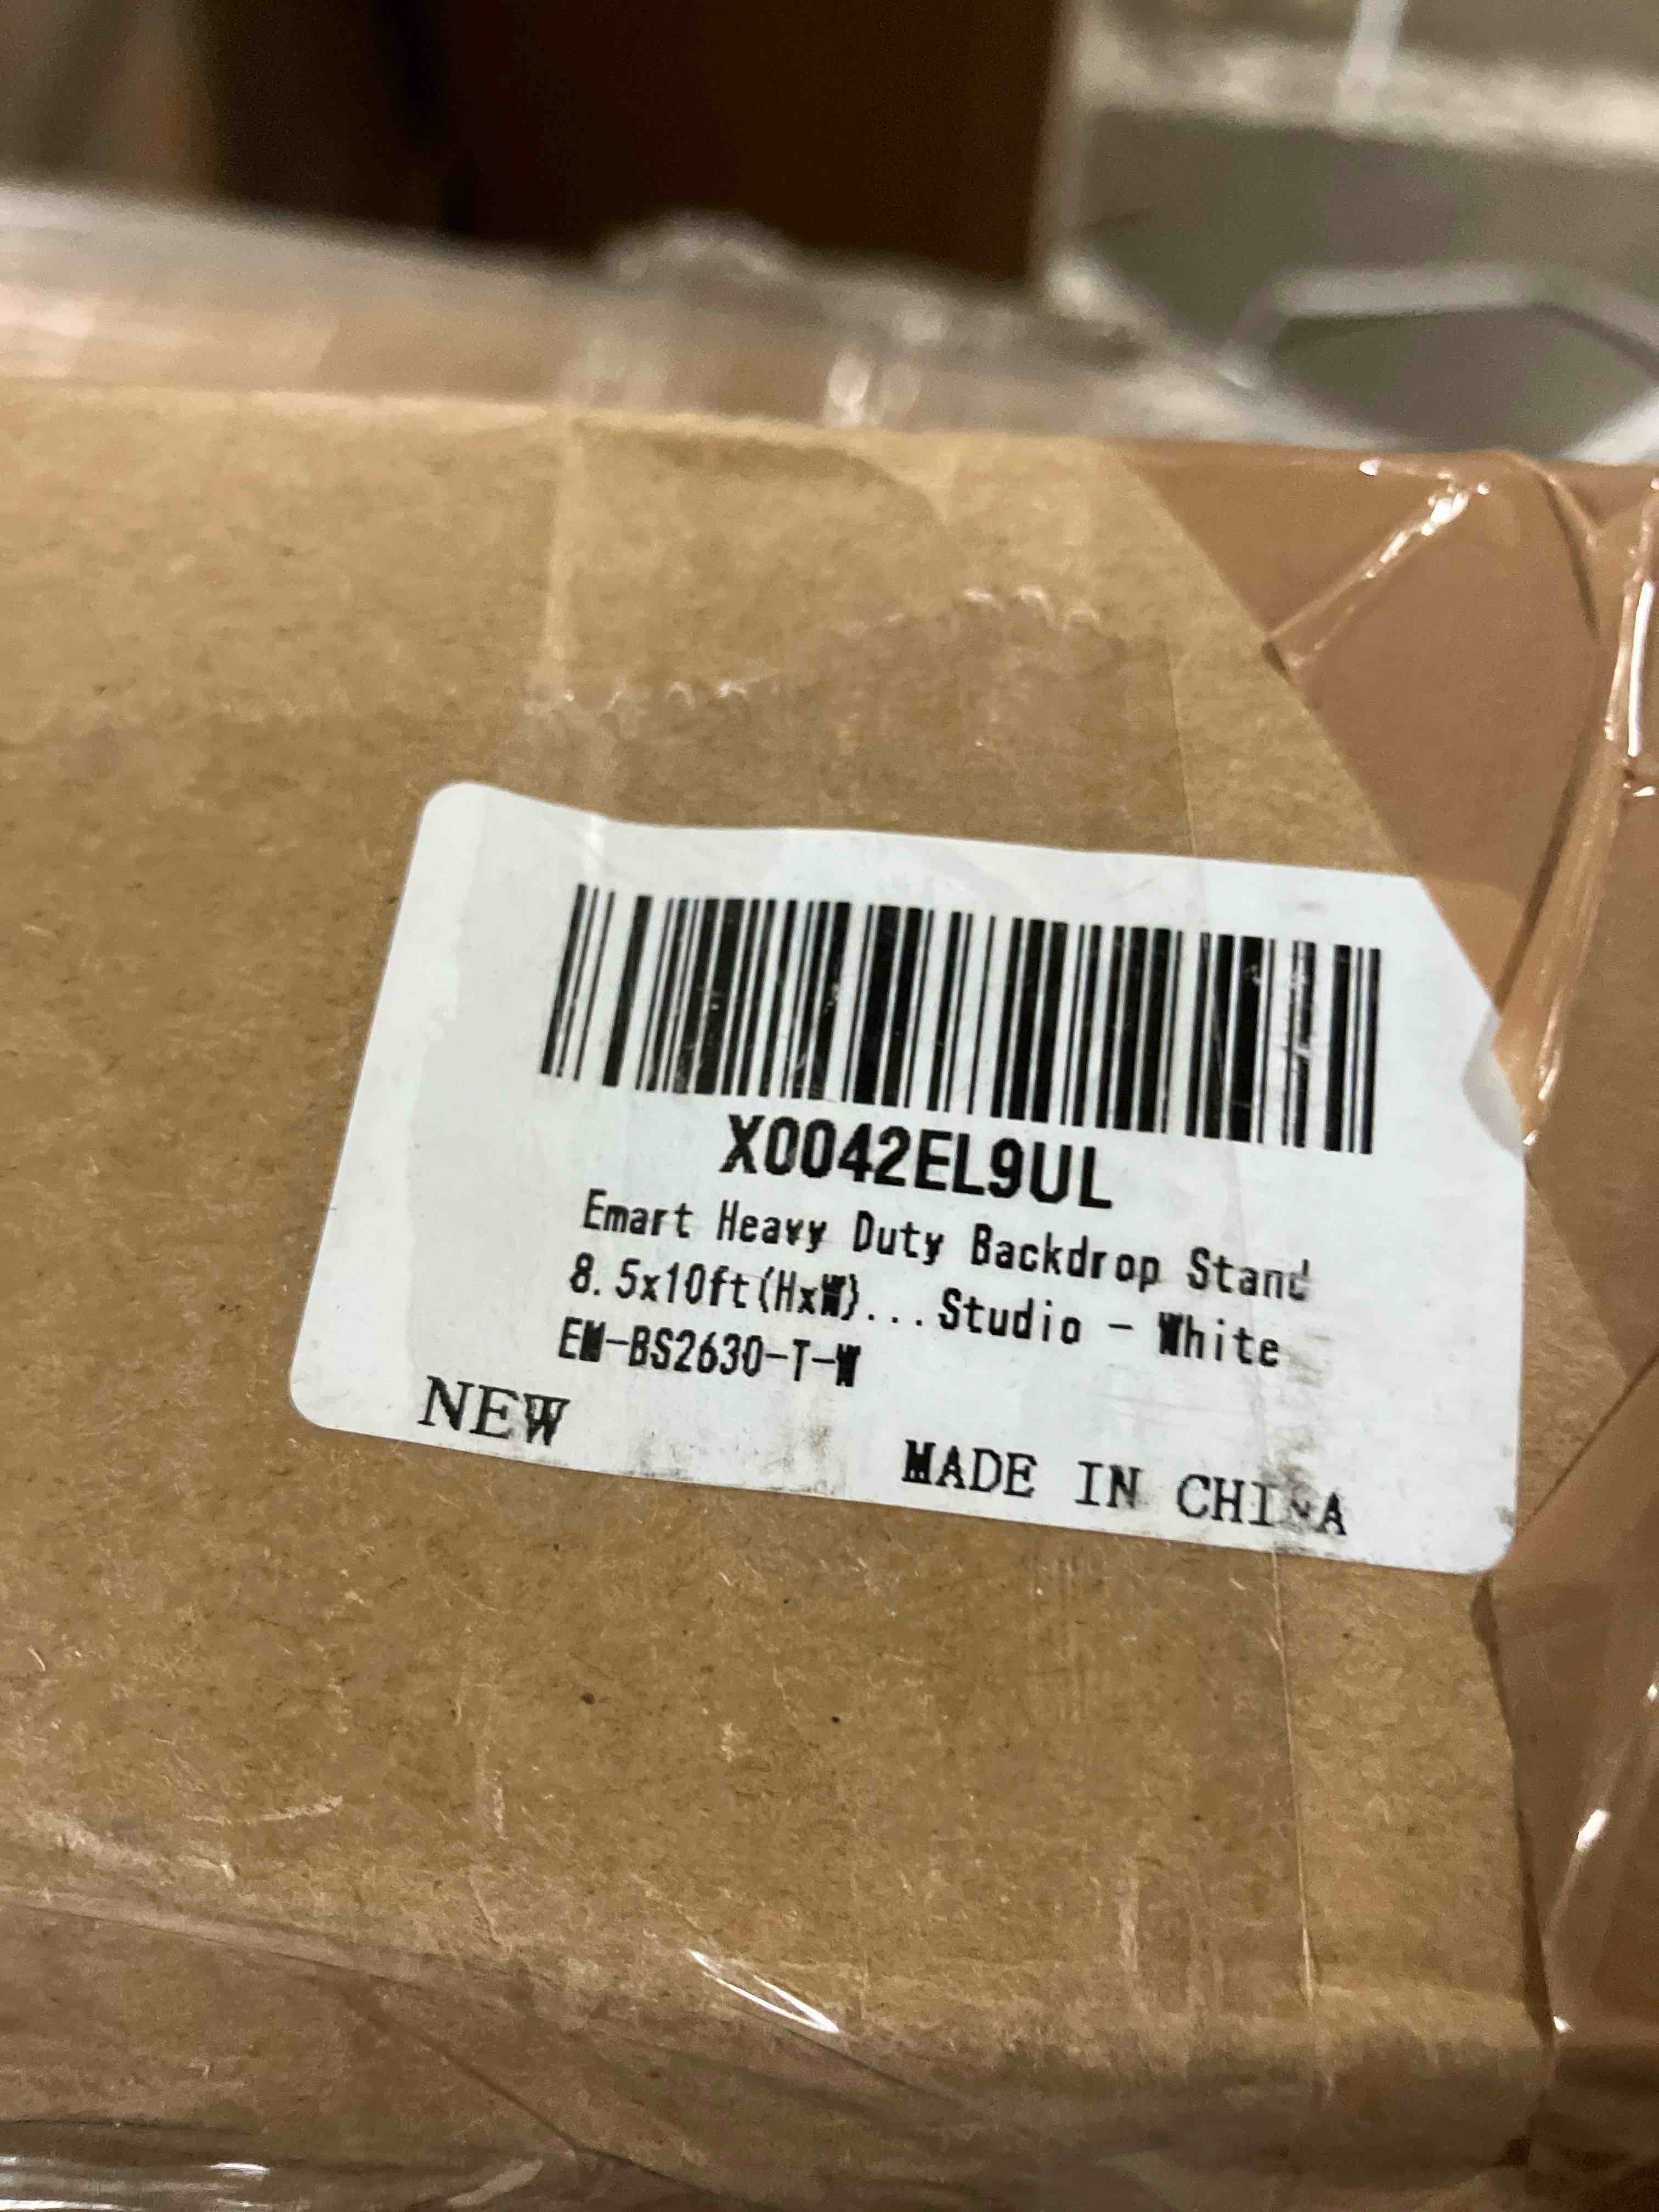 X0042EL9UL
Emart Heavy Duty Backdrop Stand
8.5x10ft(HxW)...Studio - White
EM-BS2630-T-W
NEW MADE IN CHINA